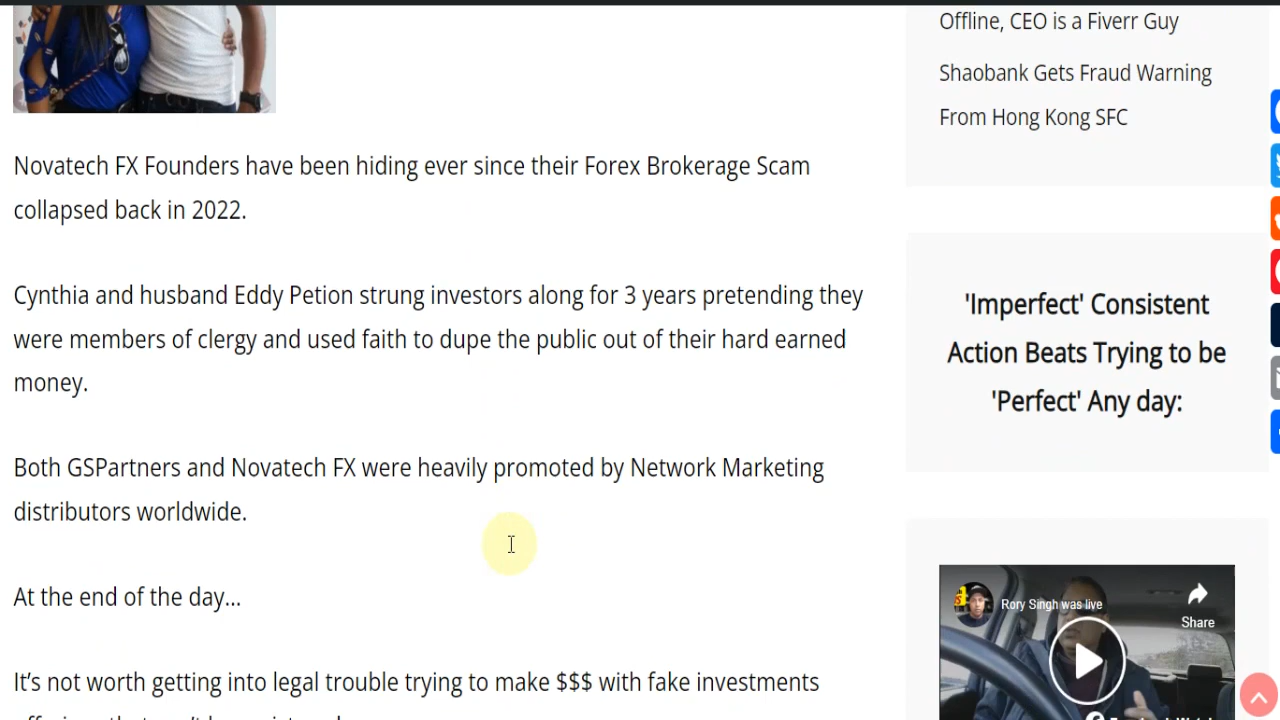 Novatech FX Founders have been hiding ever since their Forex Brokerage Scam
collapsed back in 2022.
Cynthia and husband Eddy Petion strung investors along for 3 years pretending they
were members of clergy and used faith to dupe the public out of their hard earned
money.
Both GSPartners and Novatech FX were heavily promoted by Network Marketing
distributors worldwide.
At the end of the day...
It's not worth getting into legal trouble trying to make $$$ with fake investments
Offline, CEO is a Fiverr Guy
Shaobank Gets Fraud Warning
From Hong Kong SFC
'Imperfect' Consistent
Action Beats Trying to be
'Perfect' Any day:
Rory Singh was live
Share